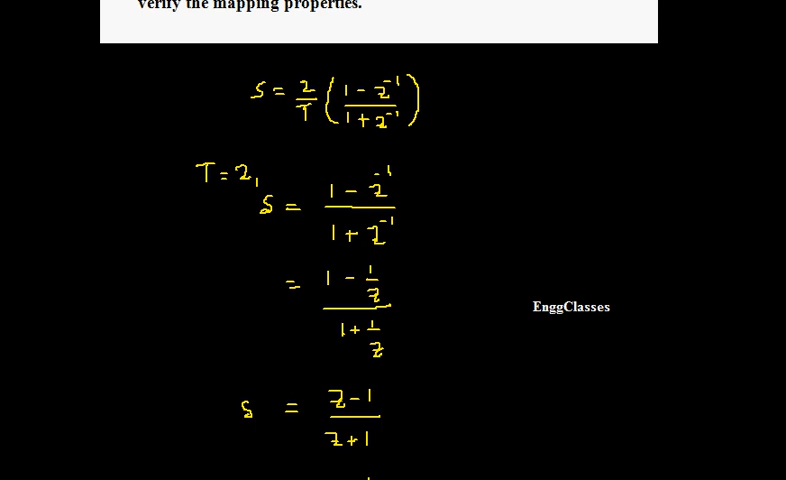 verify the mapping properties.
S = 2/T ( (1 - z⁻¹) / (1 + z⁻¹) )
T = 2,
S = (1 - z⁻¹) / (1 + z⁻¹)
= (1 - 1/z) / (1 + 1/z)
EnggClasses
S = (z - 1) / (z + 1)